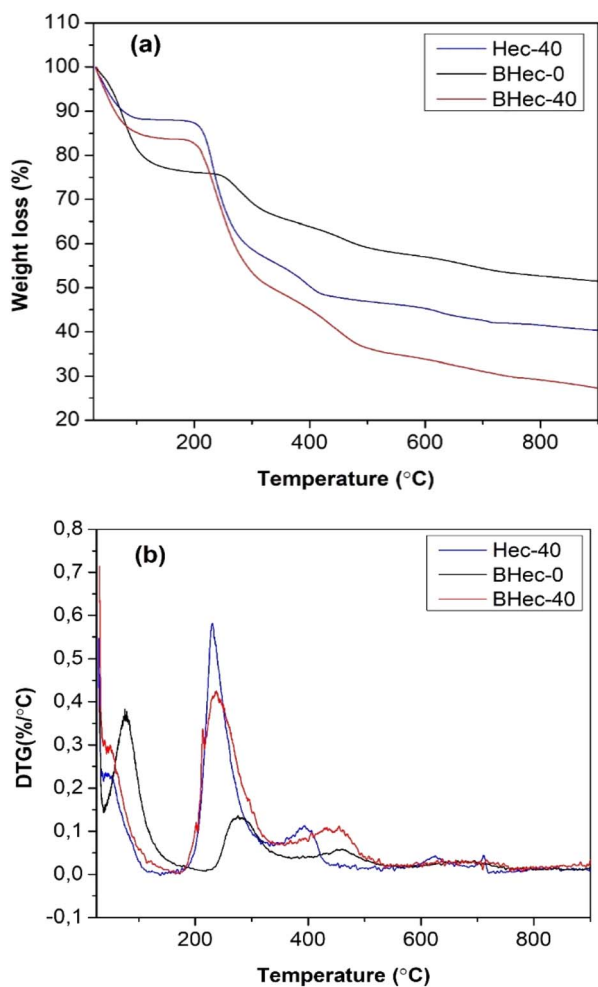 (a)
Hec-40
BHec-0
BHec-40
100
90
80
70
60
50
40
30
20
Weight loss (%)
200 400 600 800
Temperature (°C)
(b)
Hec-40
BHec-0
BHec-40
0,8
0,7
0,6
0,5
0,4
0,3
0,2
0,1
0,0
-0,1
DTG(%/°C)
200 400 600 800
Temperature (°C)